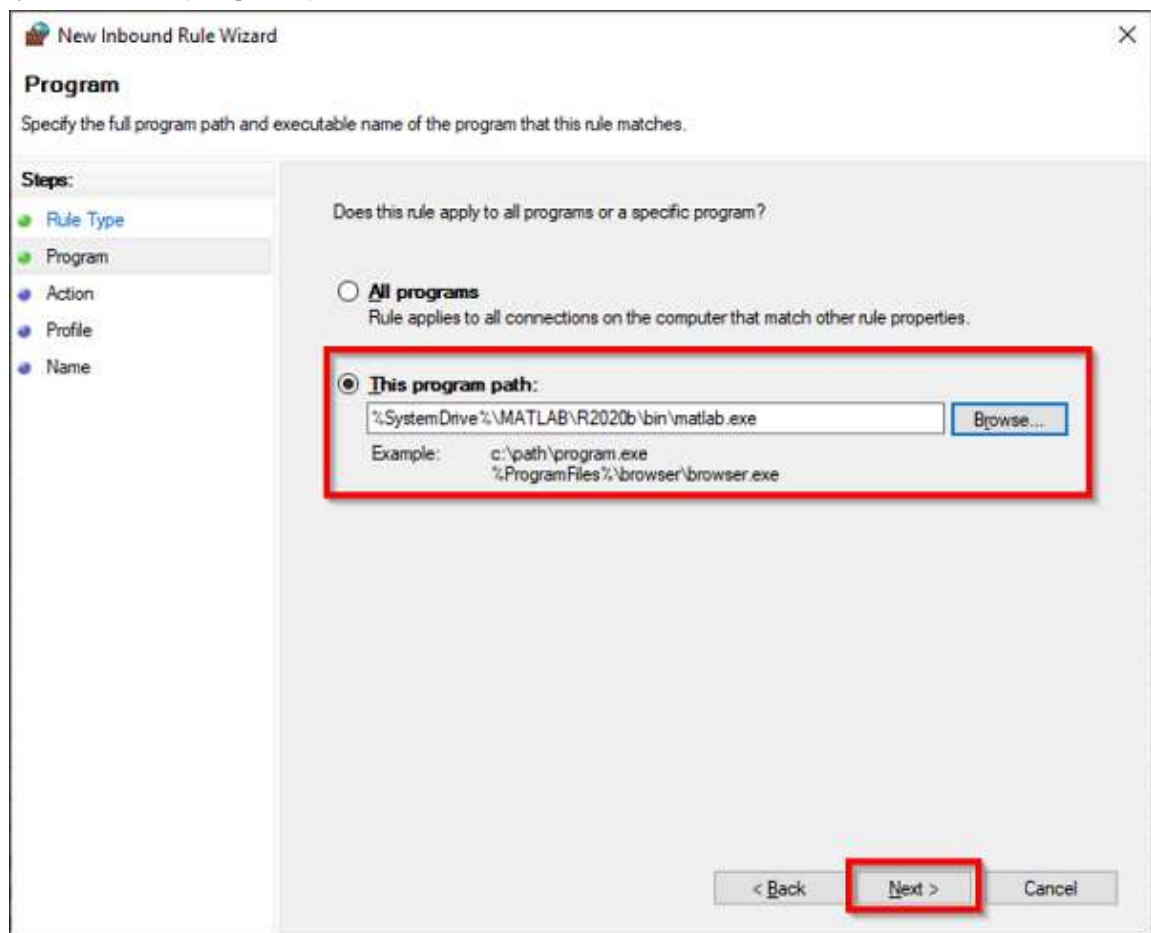 New Inbound Rule Wizard
Program
Specify the full program path and executable name of the program that this rule matches.
Steps:
Rule Type
Program
Action
Profile
Name
Does this rule apply to all programs or a specific program?
All programs
Rule applies to all connections on the computer that match other rule properties.
This program path:
%SystemDrive%\MATLAB\R2020b\bin\matlab.exe
Browse...
Example: c:\path\program.exe
%ProgramFiles%\browser\browser.exe
< Back Next > Cancel